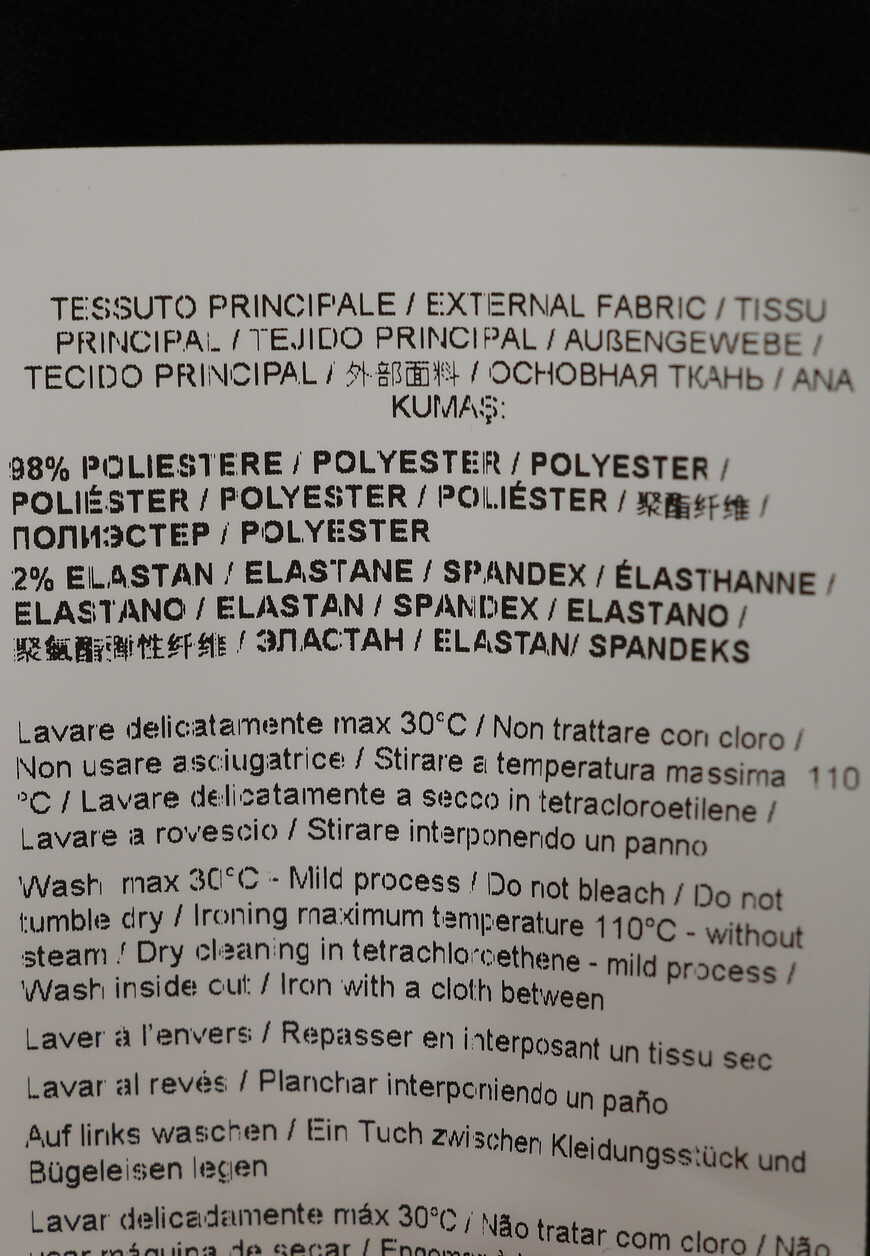 TESSUTO PRINCIPALE / EXTERNAL FABRIC / TISSU
PRINCIPAL / TEJIDO PRINCIPAL / AUßENGEWEBE /
TECIDO PRINCIPAL / 外部面料 / ОСНОВНАЯ ТКАНЬ / ANA
KUMAŞ:
98% POLIESTERE / POLYESTER / POLYESTER /
POLIÉSTER / POLYESTER / POLIÉSTER / 聚酯纤维 /
ПОЛИЭСТЕР / POLYESTER
2% ELASTAN / ELASTANE / SPANDEX / ÉLASTHANNE /
ELASTANO / ELASTAN / SPANDEX / ELASTANO /
聚氨酯弹性纤维 / ЭЛАСТАН / ELASTAN/ SPANDEKS
Lavare delicatamente max 30°C / Non trattare con cloro /
Non usare asciugatrice / Stirare a temperatura massima 110
°C / Lavare delicatamente a secco in tetracloroetilene /
Lavare a rovescio / Stirare interponendo un panno
Wash max 30°C - Mild process / Do not bleach / Do not
tumble dry / Ironing maximum temperature 110°C - without
steam / Dry cleaning in tetrachloroethene - mild process /
Wash inside out / Iron with a cloth between
Laver à l'envers / Repasser en interposant un tissu sec
Lavar al revés / Planchar interponiendo un paño
Auf links waschen / Ein Tuch zwischen Kleidungsstück und
Bügeleisen legen
Lavar delicadamente máx 30°C / Não tratar com cloro / Não
usar máquina de secar /